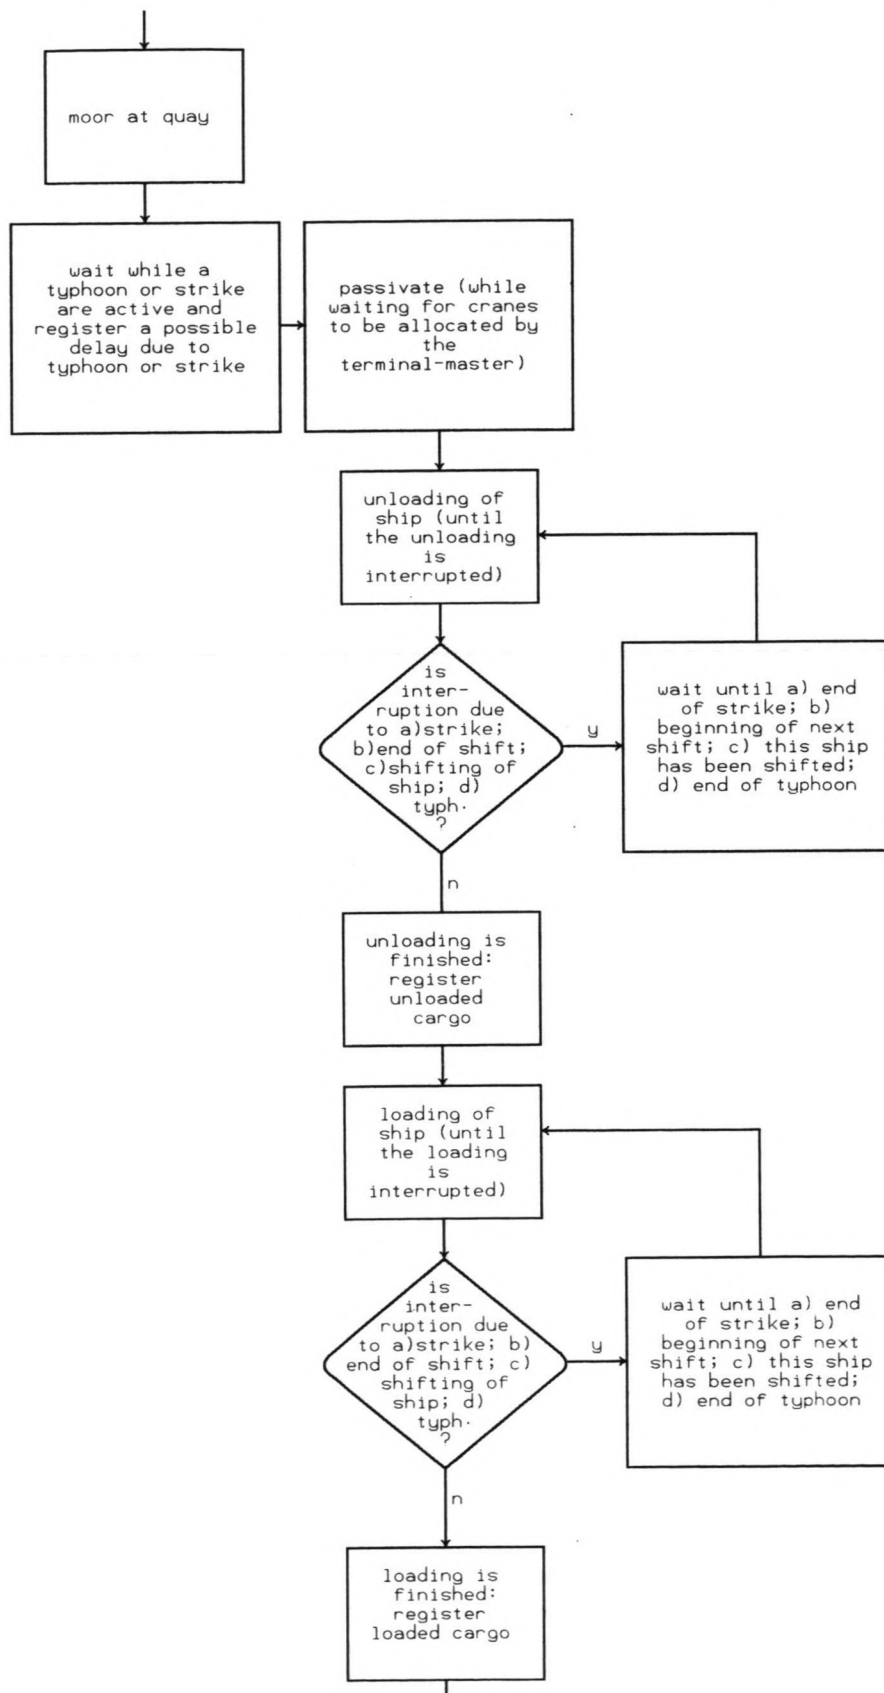 moor at quay
wait while a
typhoon or strike
are active and
register a possible
delay due to
typhoon or strike
passivate (while
waiting for cranes
to be allocated by
the
terminal-master)
unloading of
ship (until
the unloading
is
interrupted)
is
inter-
ruption due
to a)strike;
b)end of shift;
c)shifting of
ship; d)
typh.
?
y
wait until a) end
of strike; b)
beginning of next
shift; c) this ship
has been shifted;
d) end of typhoon
n
unloading is
finished:
register
unloaded
cargo
loading of
ship (until
the loading
is
interrupted)
is
inter-
ruption due
to a)strike; b)
end of shift; c)
shifting of
ship; d)
typh.
?
y
wait until a) end
of strike; b)
beginning of next
shift; c) this ship
has been shifted;
d) end of typhoon
n
loading is
finished:
register
loaded cargo